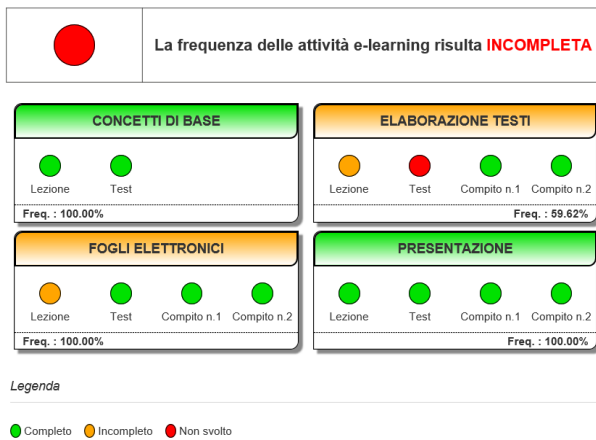 La frequenza delle attività e-learning risulta INCOMPLETA
CONCETTI DI BASE
Lezione Test
Freq. : 100.00%
ELABORAZIONE TESTI
Lezione Test Compito n.1 Compito n.2
Freq. : 59.62%
FOGLI ELETTRONICI
Lezione Test Compito n.1 Compito n.2
Freq. : 100.00%
PRESENTAZIONE
Lezione Test Compito n.1 Compito n.2
Freq. : 100.00%
Legenda
Completo Incompleto Non svolto